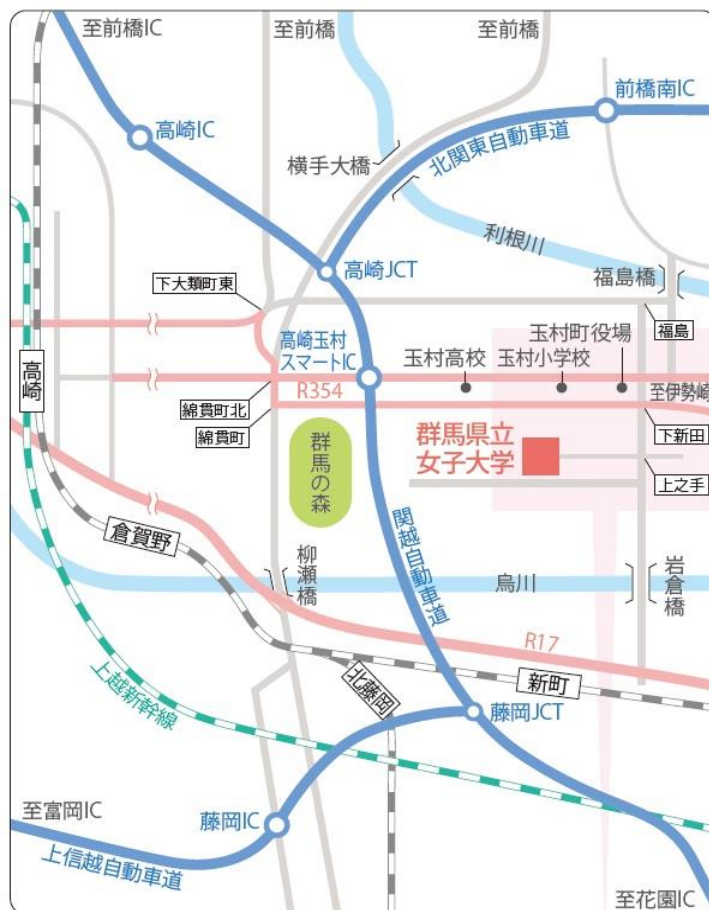 至前橋IC
至前橋
至前橋
前橋南IC
高崎IC
横手大橋
北関東自動車道
利根川
高崎JCT
福島橋
下大類町東
福島
高崎玉村
スマートIC
玉村町役場
玉村高校
玉村小学校
高崎
R354
至伊勢崎
綿貫町北
綿貫町
下新田
群馬の森
群馬県立
女子大学
上之手
倉賀野
柳瀬橋
関越自動車道
烏川
岩倉橋
R17
新町
北藤岡
上越新幹線
藤岡JCT
至富岡IC
藤岡IC
上信越自動車道
至花園IC